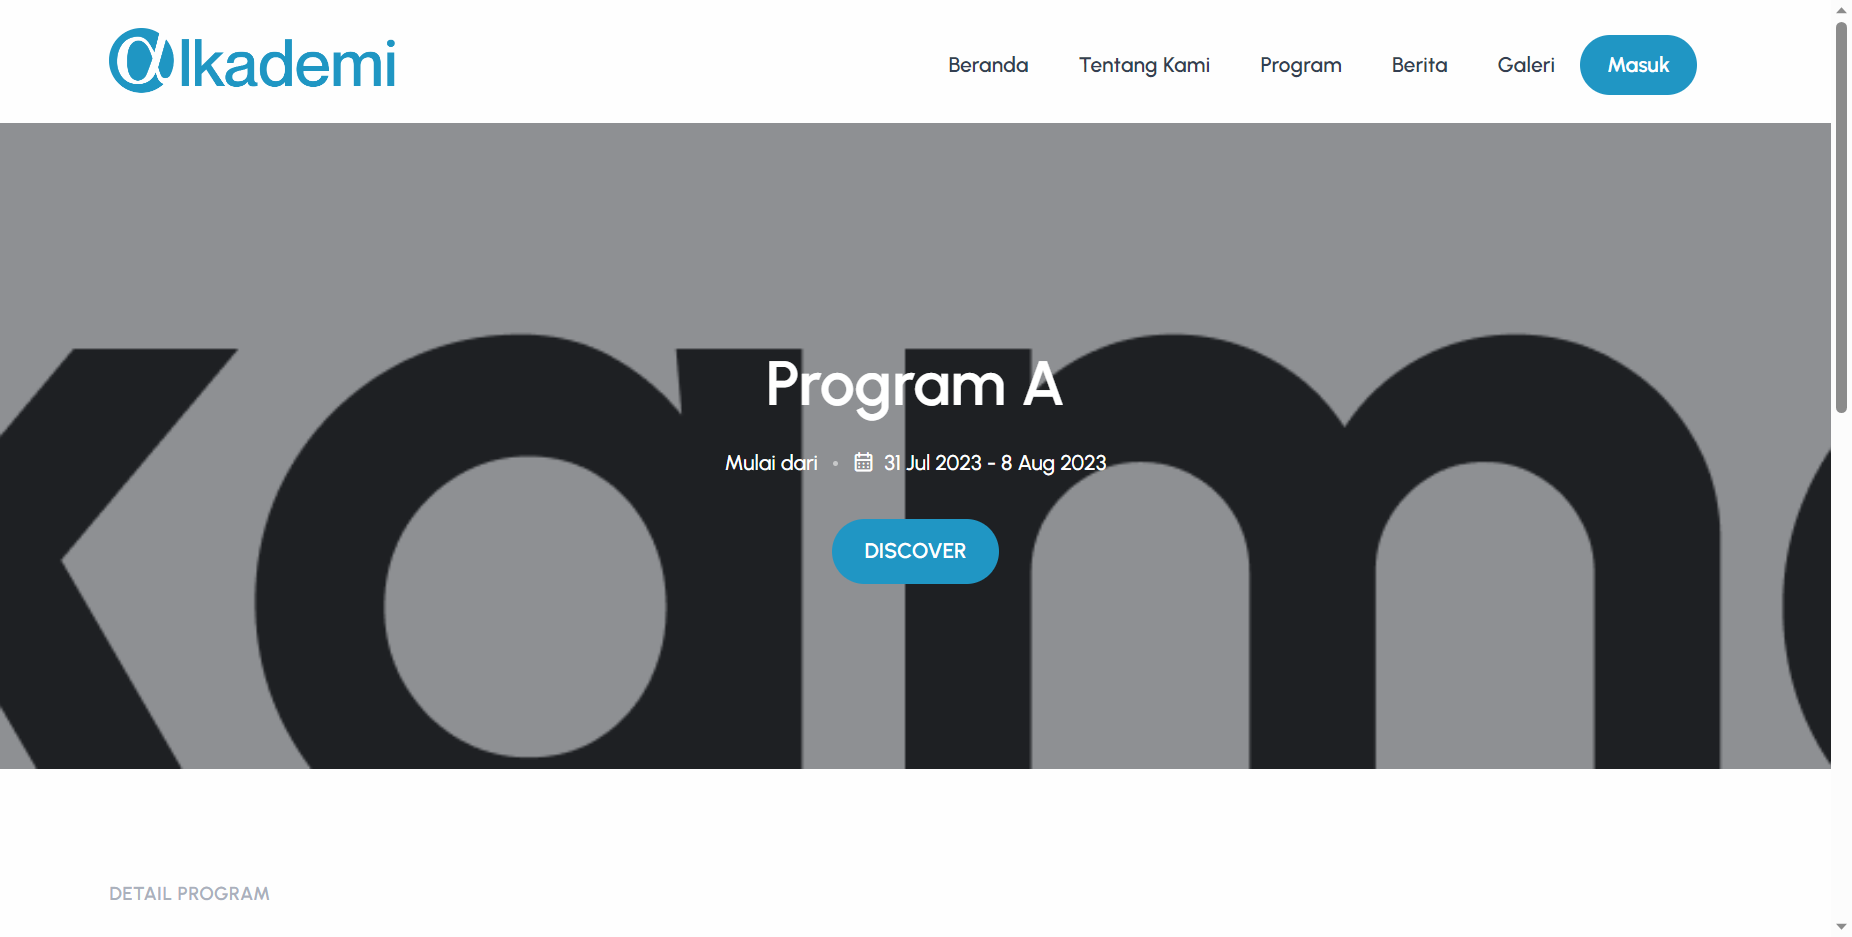 alkademi
Beranda
Tentang Kami
Program
Berita
Galeri
Masuk
Program A
Mulai dari • 31 Jul 2023 - 8 Aug 2023
DISCOVER
DETAIL PROGRAM